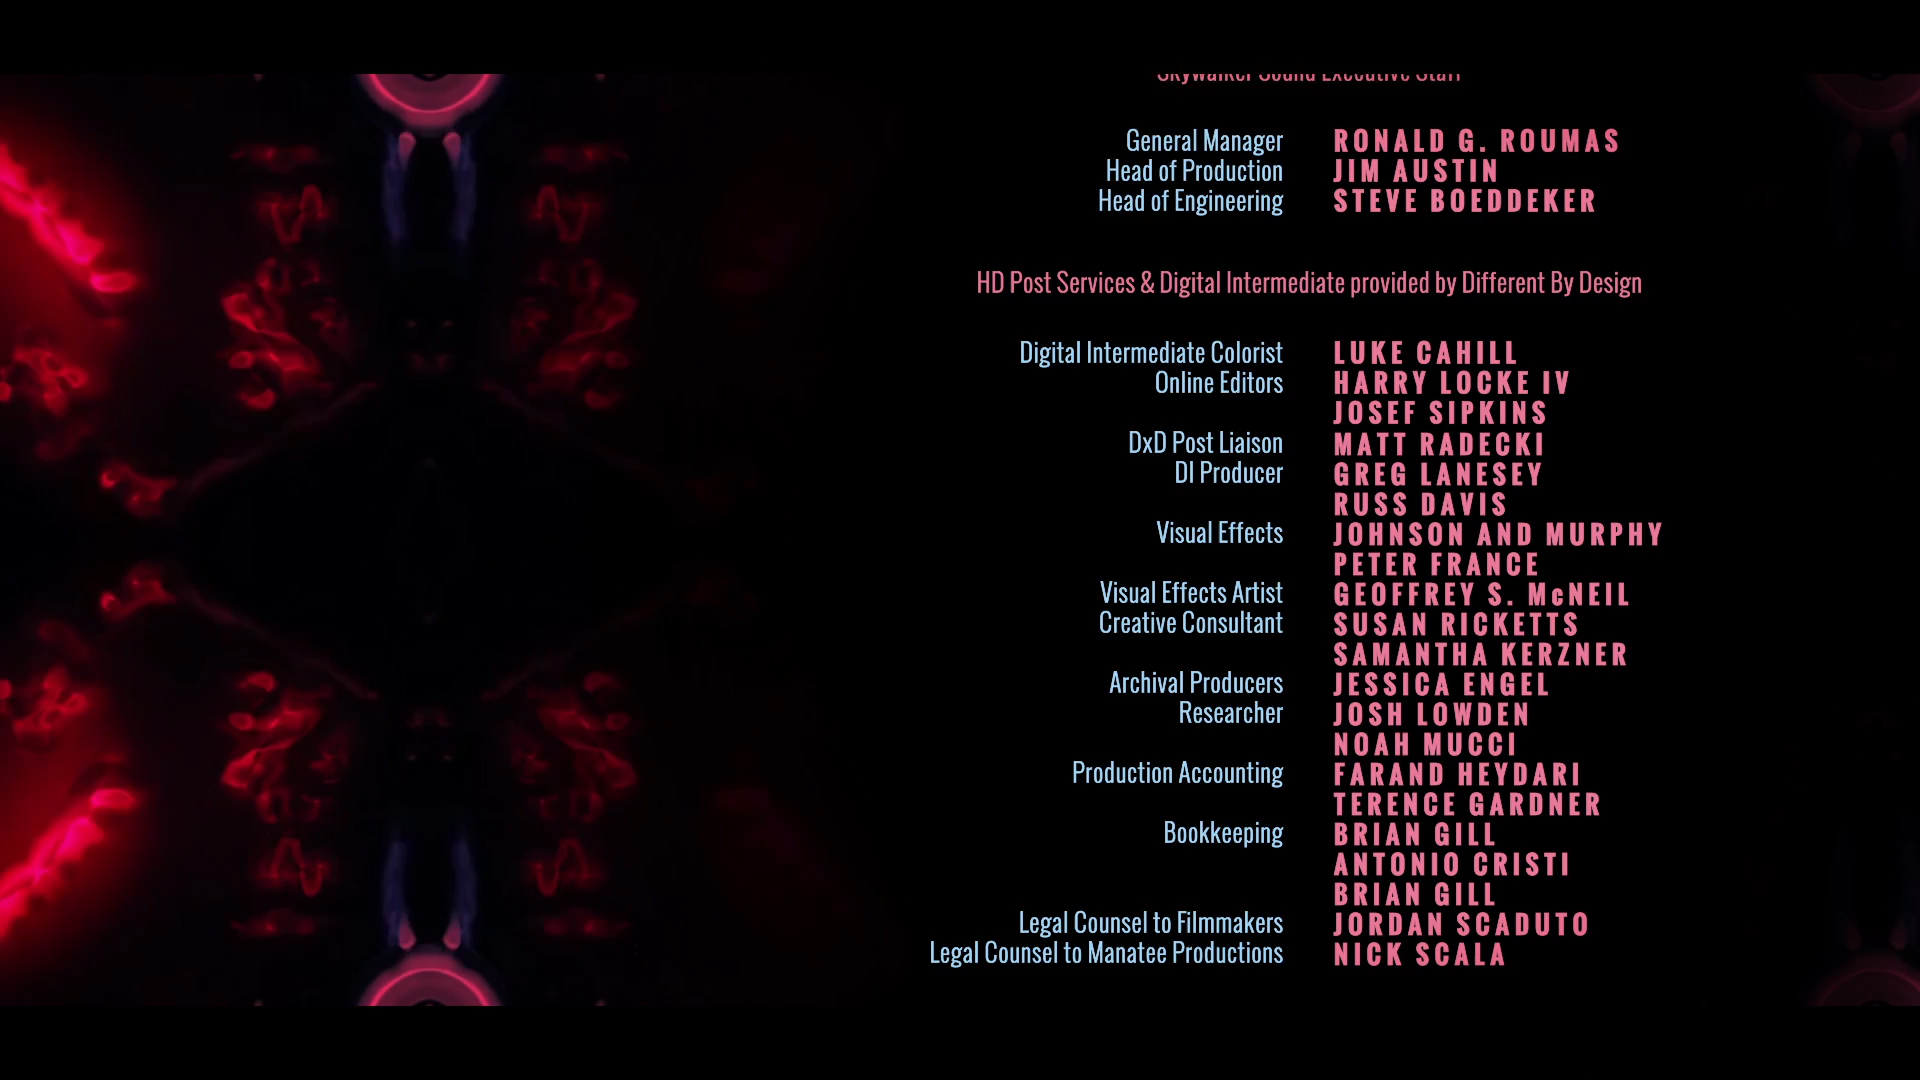 Skywalker Sound Executive Staff
General Manager RONALD G. ROUMAS
Head of Production JIM AUSTIN
Head of Engineering STEVE BOEDDEKER
HD Post Services & Digital Intermediate provided by Different By Design
Digital Intermediate Colorist LUKE CAHILL
Online Editors HARRY LOCKE IV
JOSEF SIPKINS
DxD Post Liaison MATT RADECKI
DI Producer GREG LANESEY
RUSS DAVIS
Visual Effects JOHNSON AND MURPHY
PETER FRANCE
Visual Effects Artist GEOFFREY S. McNEIL
Creative Consultant SUSAN RICKETTS
SAMANTHA KERZNER
Archival Producers JESSICA ENGEL
Researcher JOSH LOWDEN
NOAH MUCCI
Production Accounting FARAND HEYDARI
TERENCE GARDNER
Bookkeeping BRIAN GILL
ANTONIO CRISTI
BRIAN GILL
Legal Counsel to Filmmakers JORDAN SCADUTO
Legal Counsel to Manatee Productions NICK SCALA